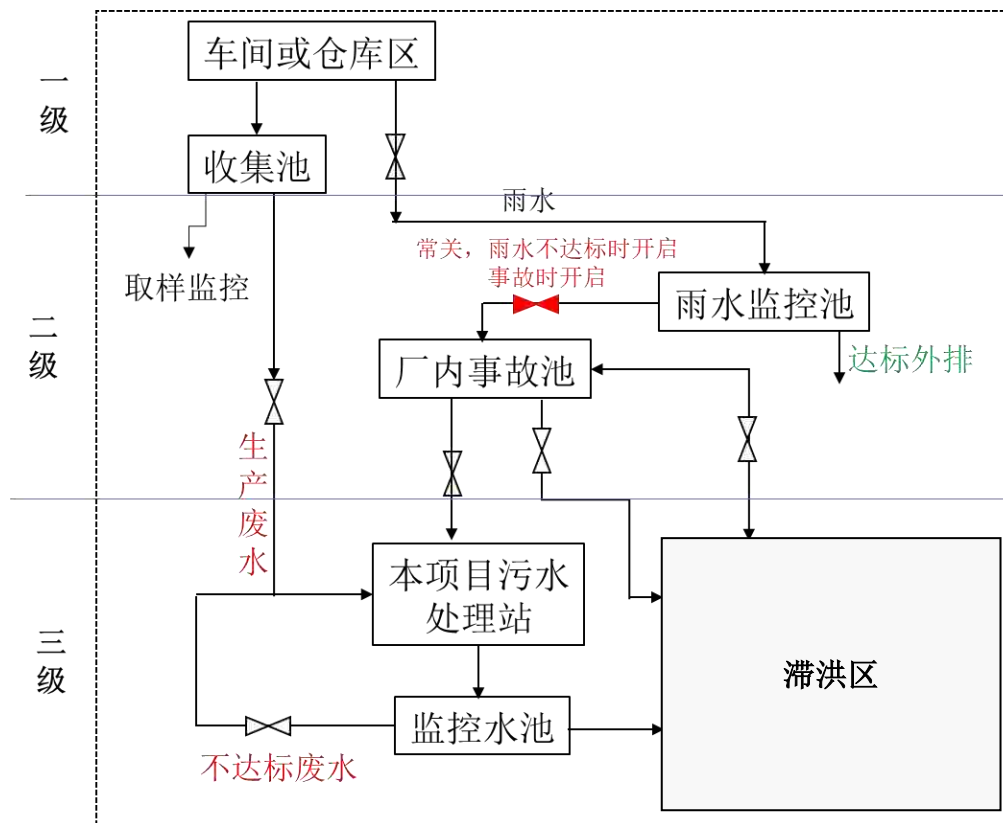 一级
车间或仓库区
收集池
雨水
二级
取样监控
常关，雨水不达标时开启
事故时开启
雨水监控池
厂内事故池
达标外排
生产废水
三级
本项目污水
处理站
滞洪区
监控水池
不达标废水